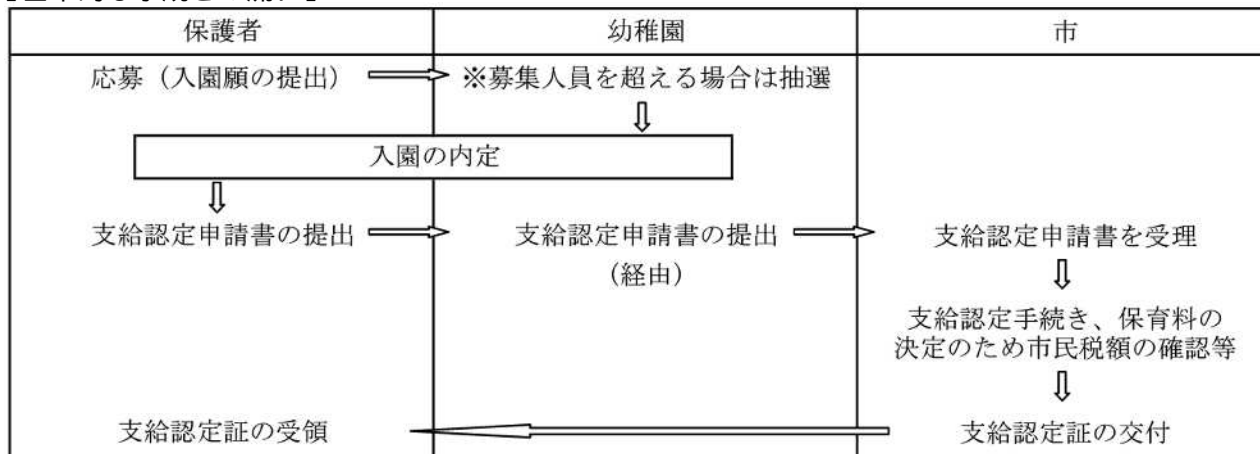 保護者
幼稚園
市
応募（入園願の提出）
※募集人員を超える場合は抽選
入園の内定
支給認定申請書の提出
支給認定申請書の提出
（経由）
支給認定申請書を受理
支給認定手続き、保育料の
決定のため市民税額の確認等
支給認定証の受領
支給認定証の交付